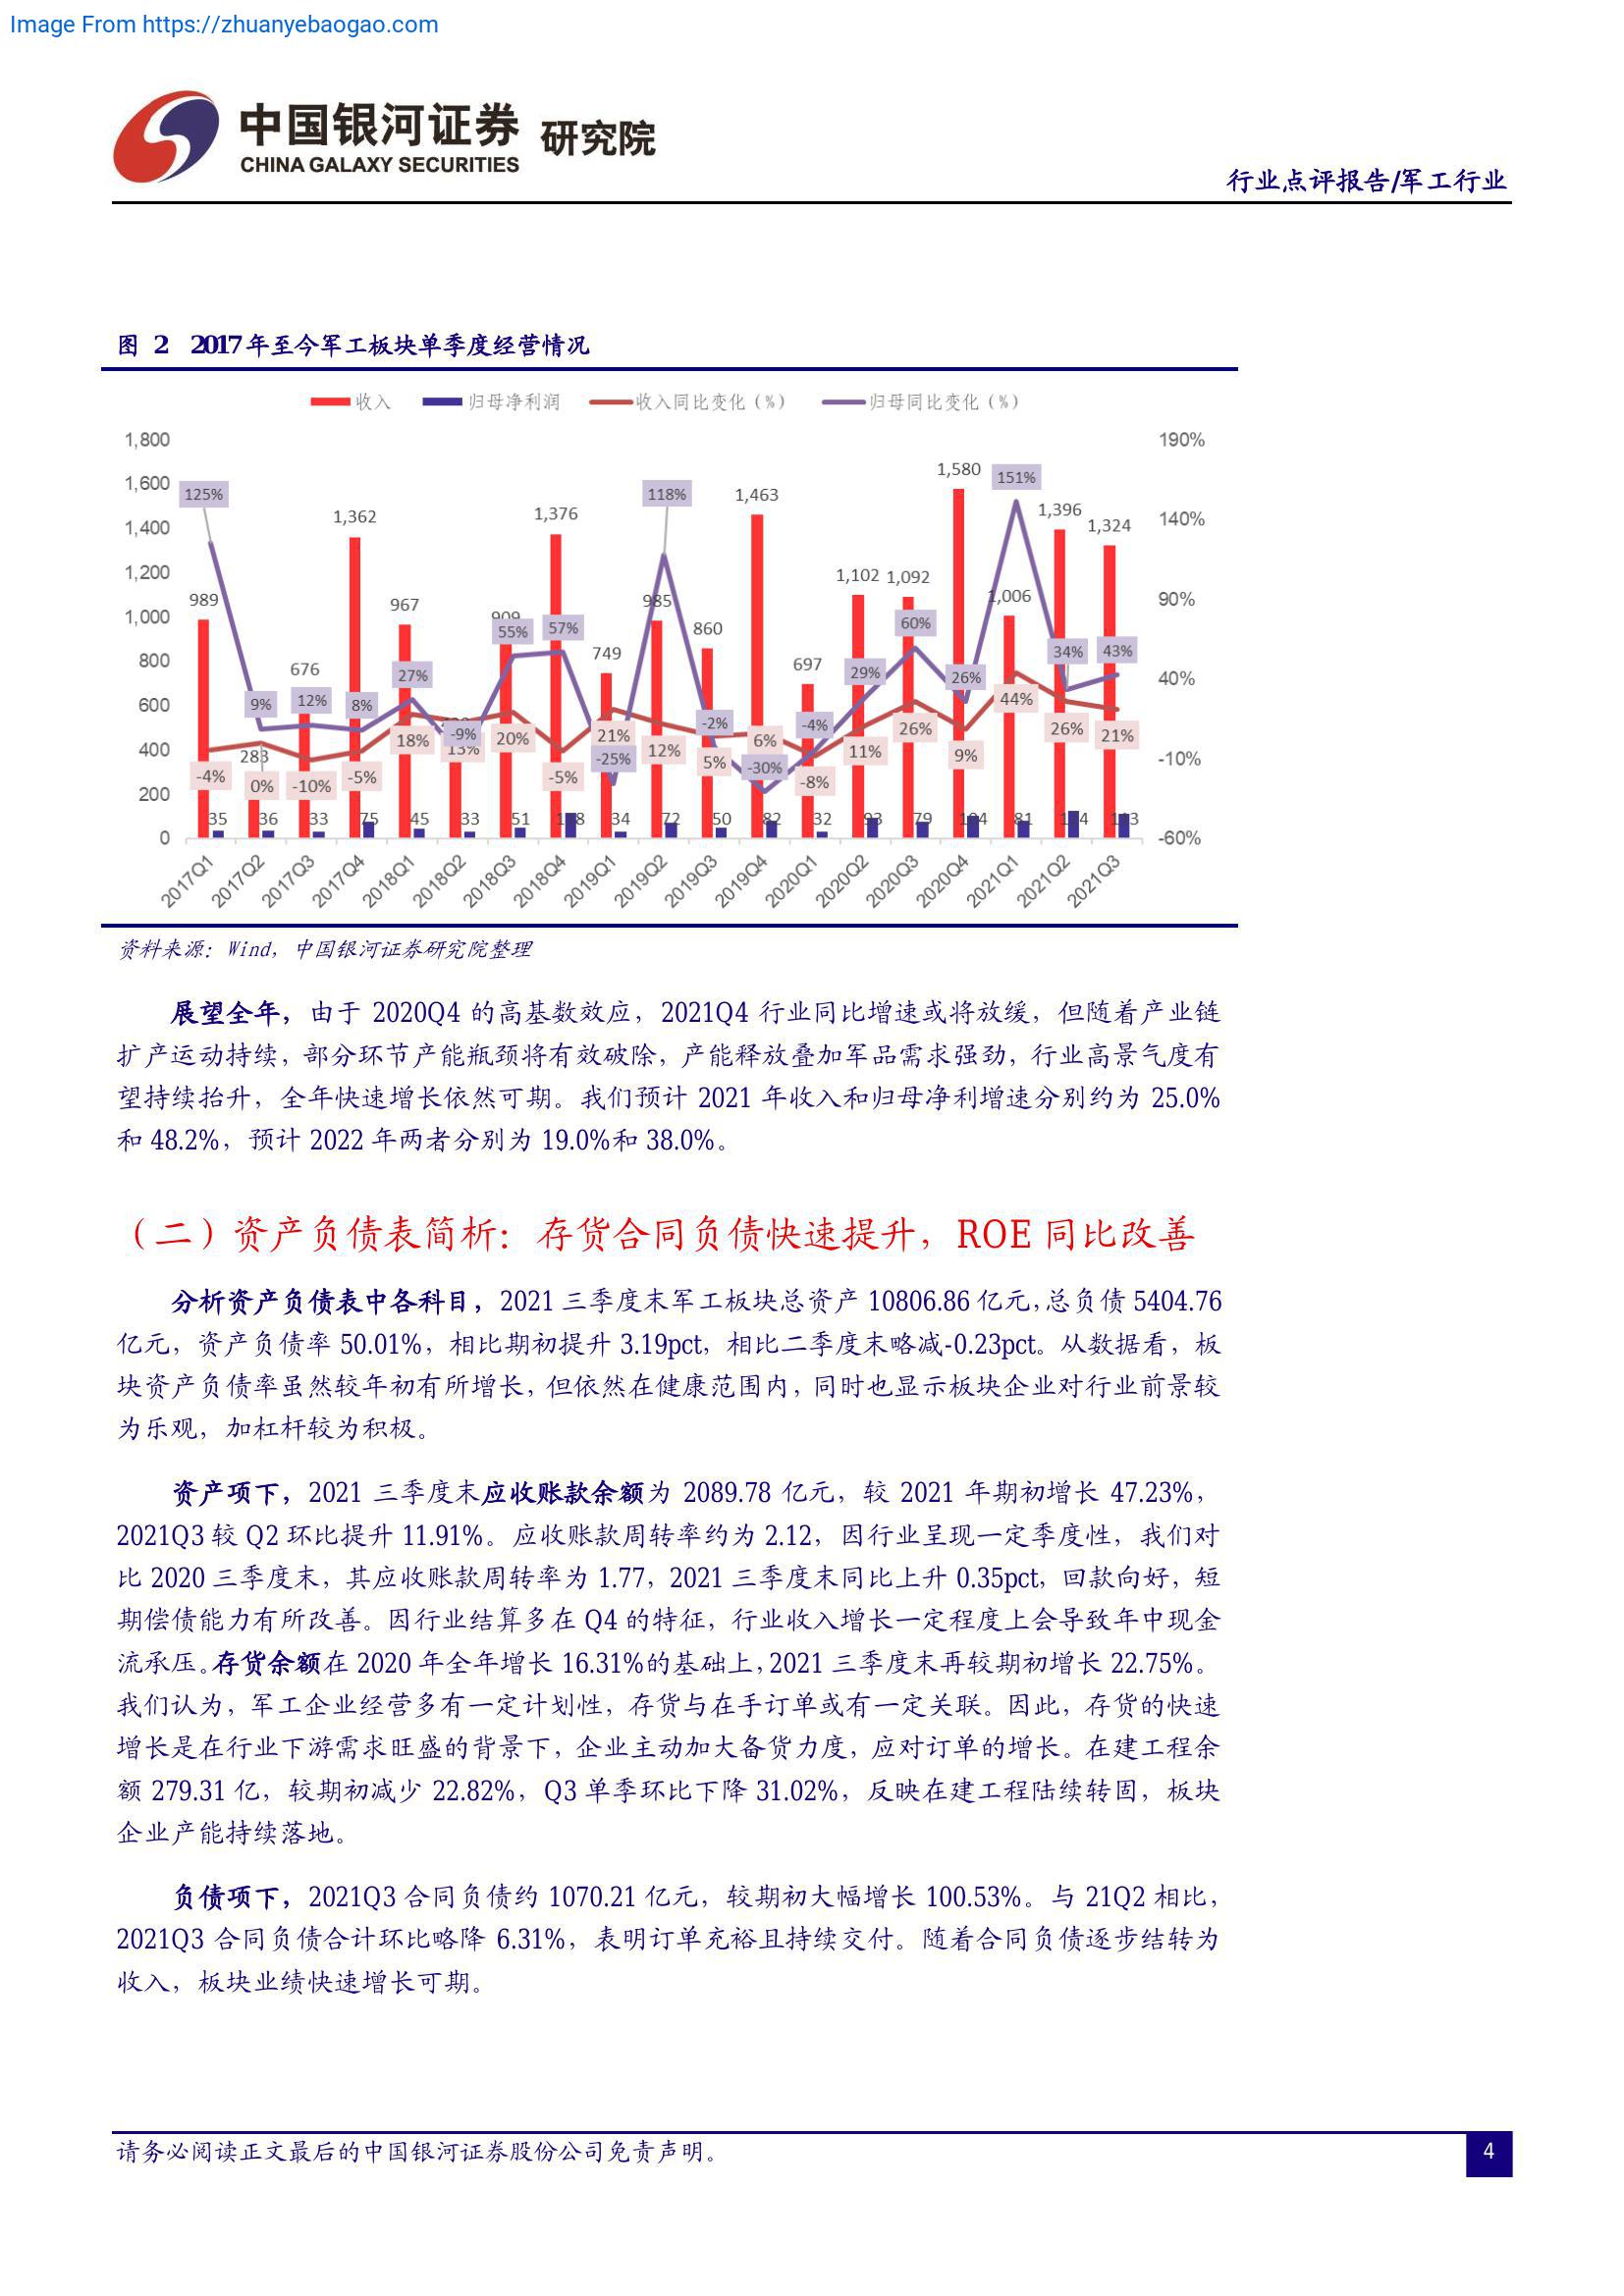 Image From https://zhuanyebaogao.com
中国银河证券 研究院
CHINA GALAXY SECURITIES
行业点评报告/军工行业
图 2 2017年至今军工板块单季度经营情况
收入 归母净利润 收入同比变化（%） 归母同比变化（%）
1,800 190%
1,600 140%
1,400 90%
1,200 40%
1,000 -10%
800 -60%
600
400
200
0
989 283 676 1,362 967 909 1,376 749 985 860 1,463 697 1,102 1,092 1,580 1,006 1,396 1,324
125% 9% 12% 8% 27% -9% 55% 57% -25% 118% -2% -30% -4% 29% 60% 26% 151% 34% 43%
-4% 0% -10% -5% 18% 13% 20% -5% 21% 12% 5% 6% -8% 11% 26% 9% 44% 26% 21%
35 36 33 75 45 33 51 34 72 50 82 32 93 79 81
2017Q1 2017Q2 2017Q3 2017Q4 2018Q1 2018Q2 2018Q3 2018Q4 2019Q1 2019Q2 2019Q3 2019Q4 2020Q1 2020Q2 2020Q3 2020Q4 2021Q1 2021Q2 2021Q3
资料来源：Wind，中国银河证券研究院整理
展望全年，由于 2020Q4 的高基数效应，2021Q4 行业同比增速或将放缓，但随着产业链
扩产运动持续，部分环节产能瓶颈将有效破除，产能释放叠加军品需求强劲，行业高景气度有
望持续抬升，全年快速增长依然可期。我们预计 2021 年收入和归母净利增速分别约为 25.0%
和 48.2%，预计 2022 年两者分别为 19.0%和 38.0%。
（二）资产负债表简析：存货合同负债快速提升，ROE 同比改善
分析资产负债表中各科目，2021 三季度末军工板块总资产 10806.86 亿元，总负债 5404.76
亿元，资产负债率 50.01%，相比期初提升 3.19pct，相比二季度末略减-0.23pct。从数据看，板
块资产负债率虽然较年初有所增长，但依然在健康范围内，同时也显示板块企业对行业前景较
为乐观，加杠杆较为积极。
资产项下，2021 三季度末应收账款余额为 2089.78 亿元，较 2021 年期初增长 47.23%，
2021Q3 较 Q2 环比提升 11.91%。应收账款周转率约为 2.12，因行业呈现一定季度性，我们对
比 2020 三季度末，其应收账款周转率为 1.77，2021 三季度末同比上升 0.35pct，回款向好，短
期偿债能力有所改善。因行业结算多在 Q4 的特征，行业收入增长一定程度上会导致年中现金
流承压。存货余额在 2020 年全年增长 16.31%的基础上，2021 三季度末再较期初增长 22.75%。
我们认为，军工企业经营多有一定计划性，存货与在手订单或有一定关联。因此，存货的快速
增长是在行业下游需求旺盛的背景下，企业主动加大备货力度，应对订单的增长。在建工程余
额 279.31 亿，较期初减少 22.82%，Q3 单季环比下降 31.02%，反映在建工程陆续转固，板块
企业产能持续落地。
负债项下，2021Q3 合同负债约 1070.21 亿元，较期初大幅增长 100.53%。与 21Q2 相比，
2021Q3 合同负债合计环比略降 6.31%，表明订单充裕且持续交付。随着合同负债逐步结转为
收入，板块业绩快速增长可期。
请务必阅读正文最后的中国银河证券股份公司免责声明。
4